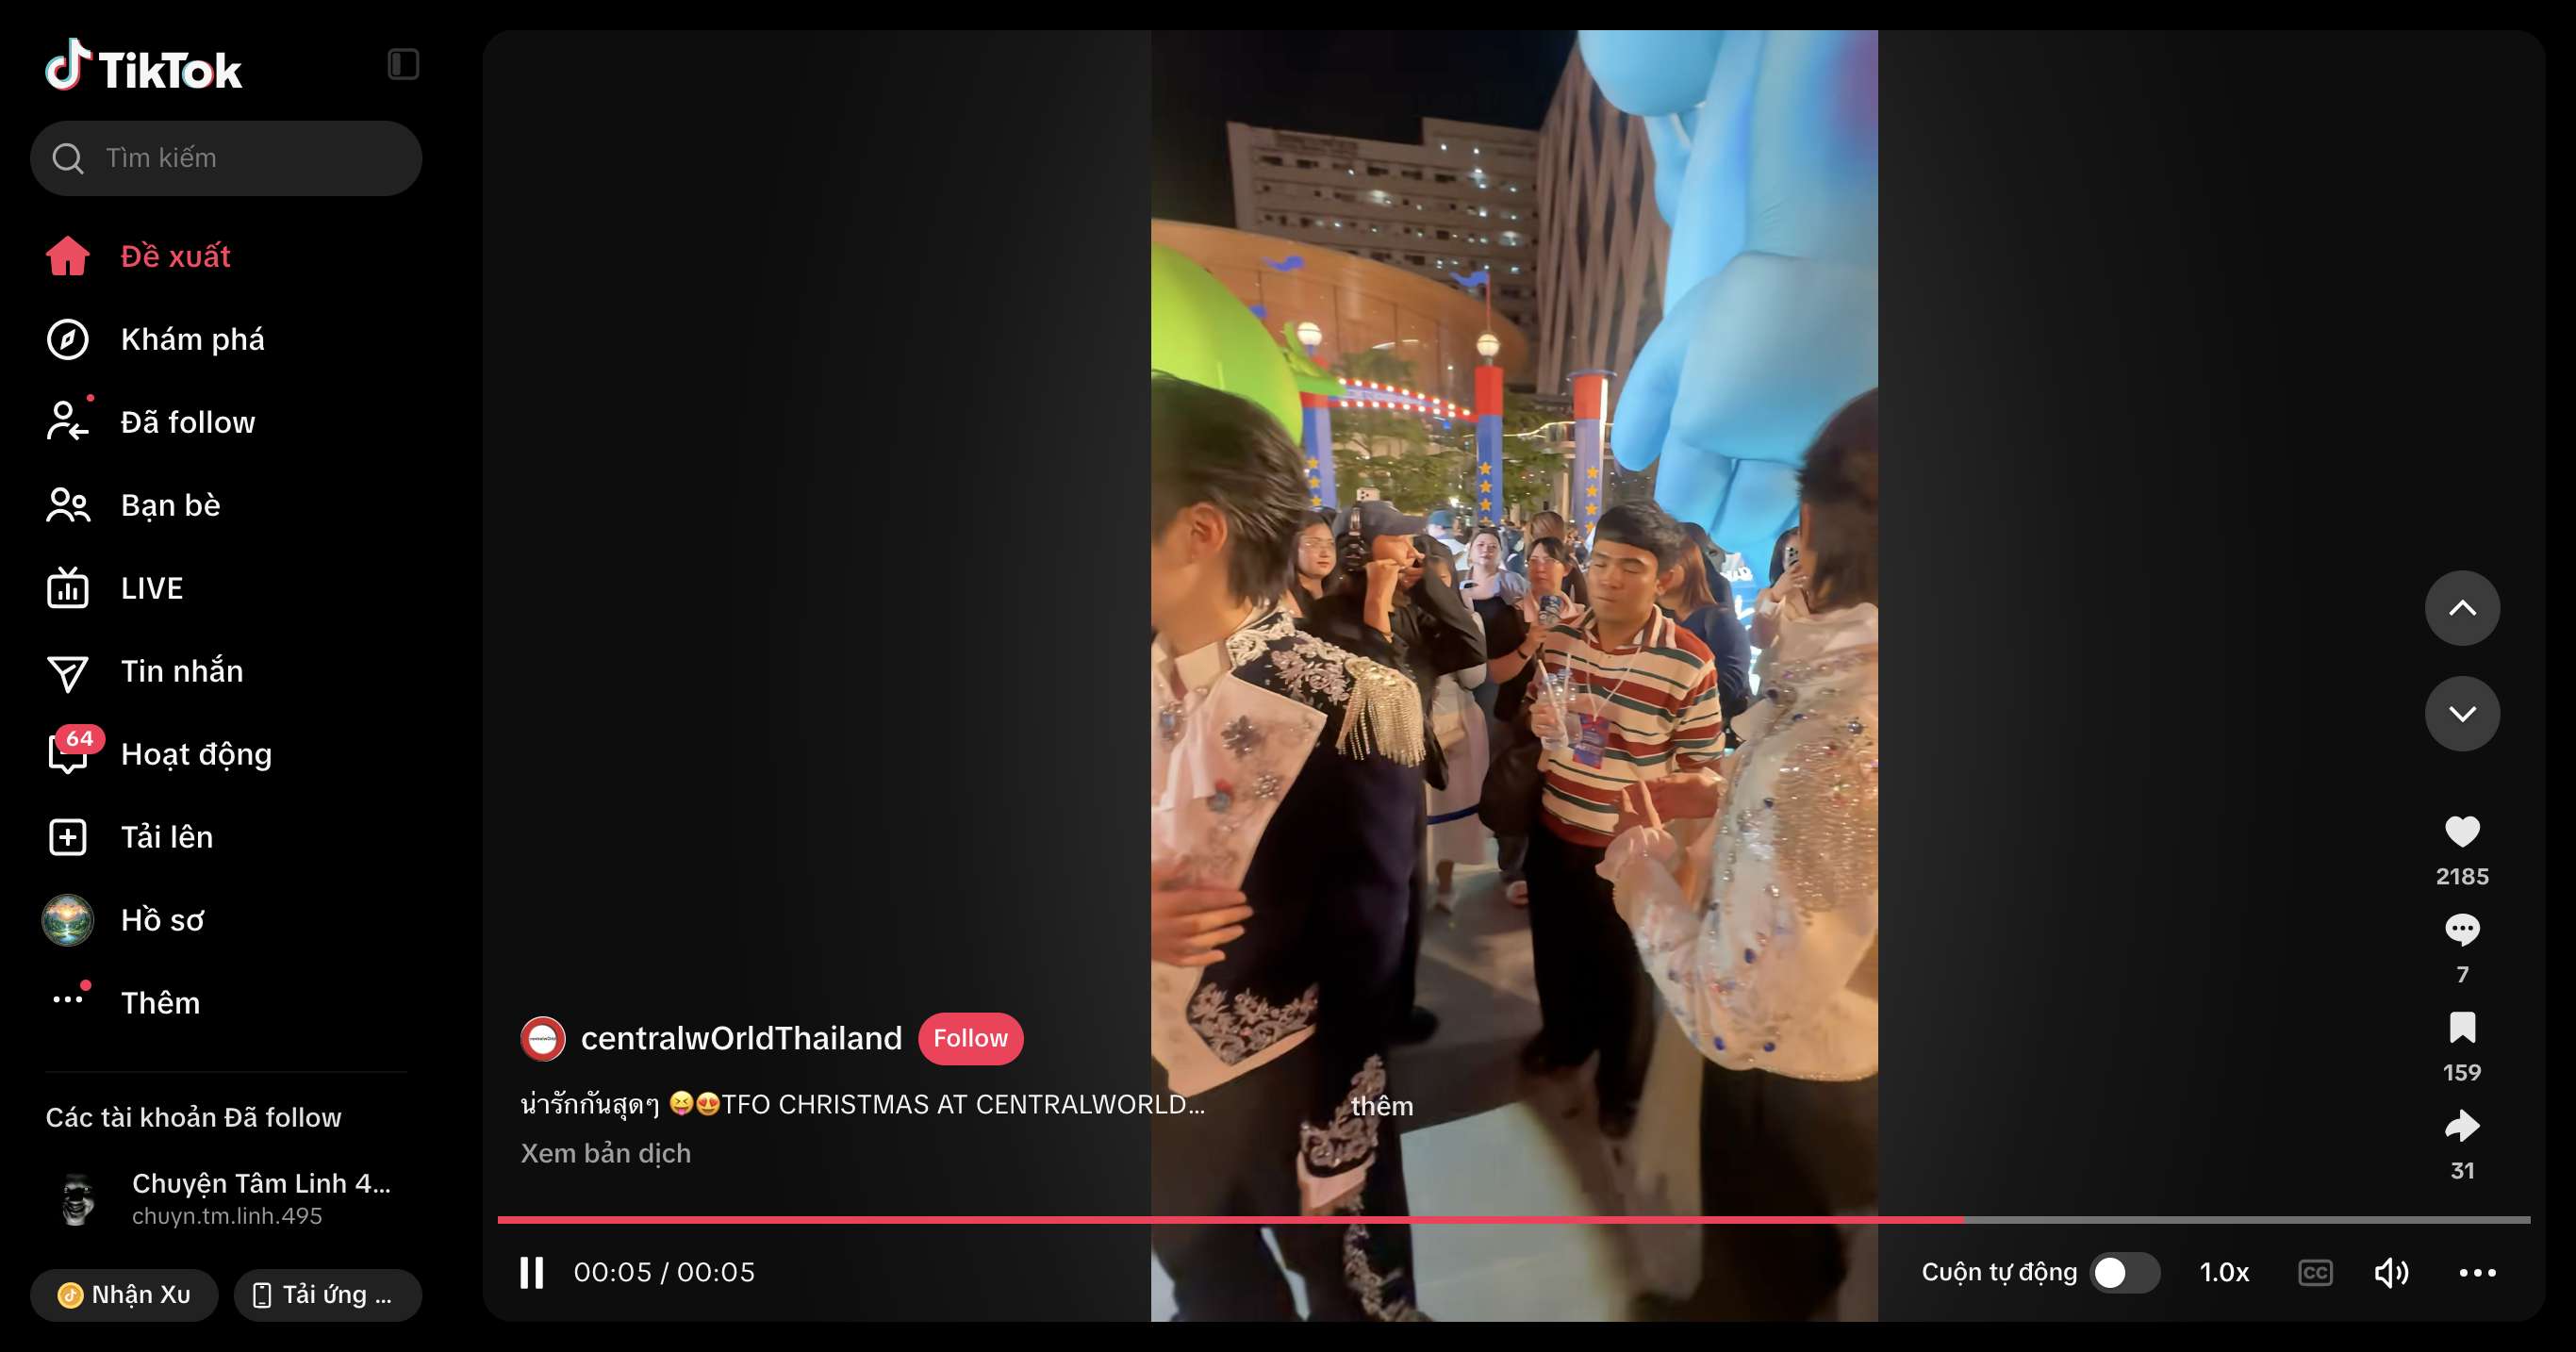 TikTok
Tìm kiếm
Đề xuất
Khám phá
Đã follow
Bạn bè
LIVE
Tin nhắn
64
Hoạt động
Tải lên
Hồ sơ
Thêm
Các tài khoản Đã follow
Chuyện Tâm Linh 4...
chuyn.tm.linh.495
Nhận Xu
Tải ứng ...
centralwOrldThailand
Follow
น่ารักกันสุดๆ 😝😍TFO CHRISTMAS AT CENTRALWORLD...
thêm
Xem bản dịch
00:05 / 00:05
2185
7
159
31
Cuộn tự động
1.0x
CC